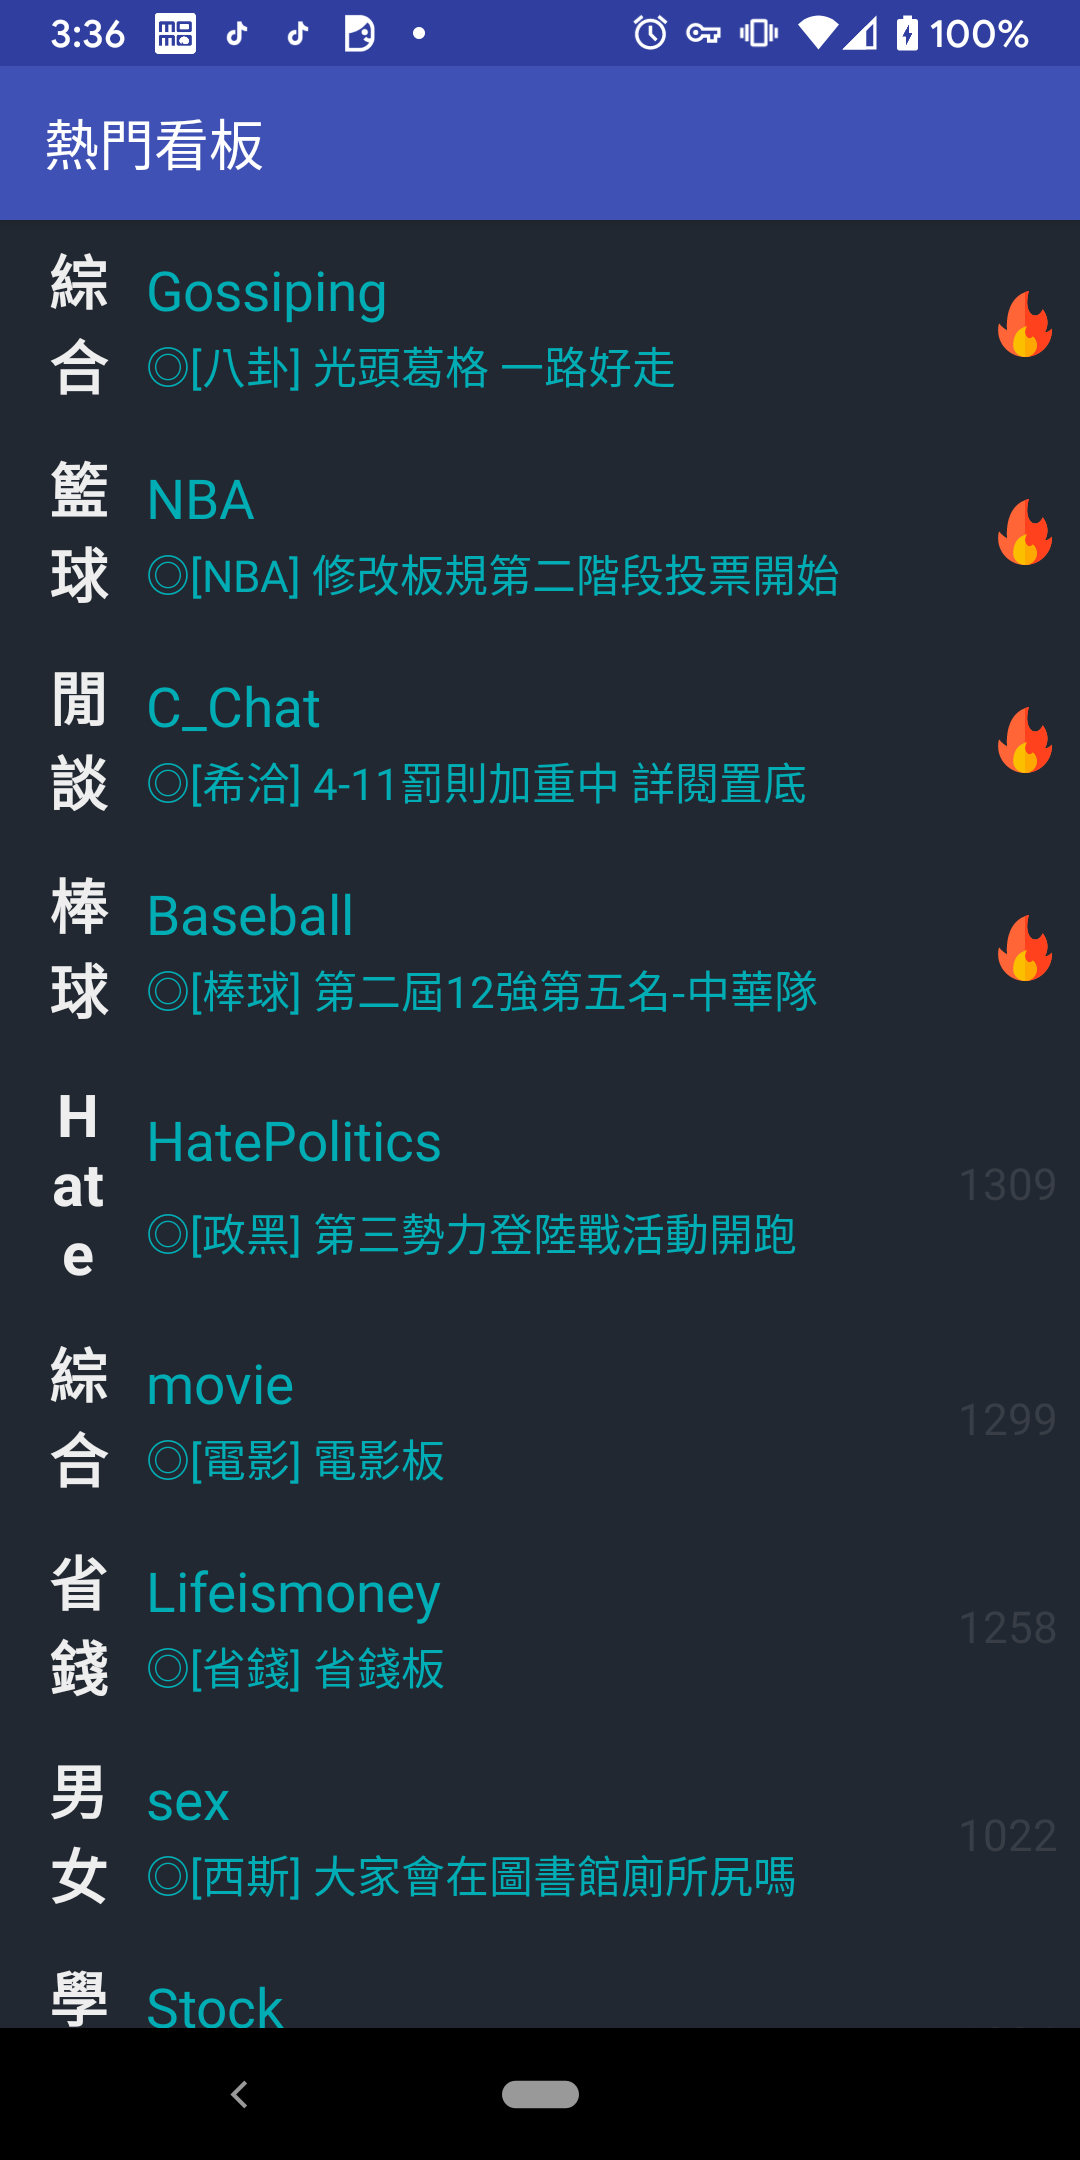 3:36
100%
熱門看板
綜合
Gossiping
◎[八卦] 光頭葛格 一路好走
籃球
NBA
◎[NBA] 修改板規第二階段投票開始
閒談
C_Chat
◎[希洽] 4-11罰則加重中 詳閱置底
棒球
Baseball
◎[棒球] 第二屆12強第五名-中華隊
Hate
HatePolitics
◎[政黑] 第三勢力登陸戰活動開跑
1309
綜合
movie
◎[電影] 電影板
1299
省錢
Lifeismoney
◎[省錢] 省錢板
1258
男女
sex
◎[西斯] 大家會在圖書館廁所尻嗎
1022
學
Stock